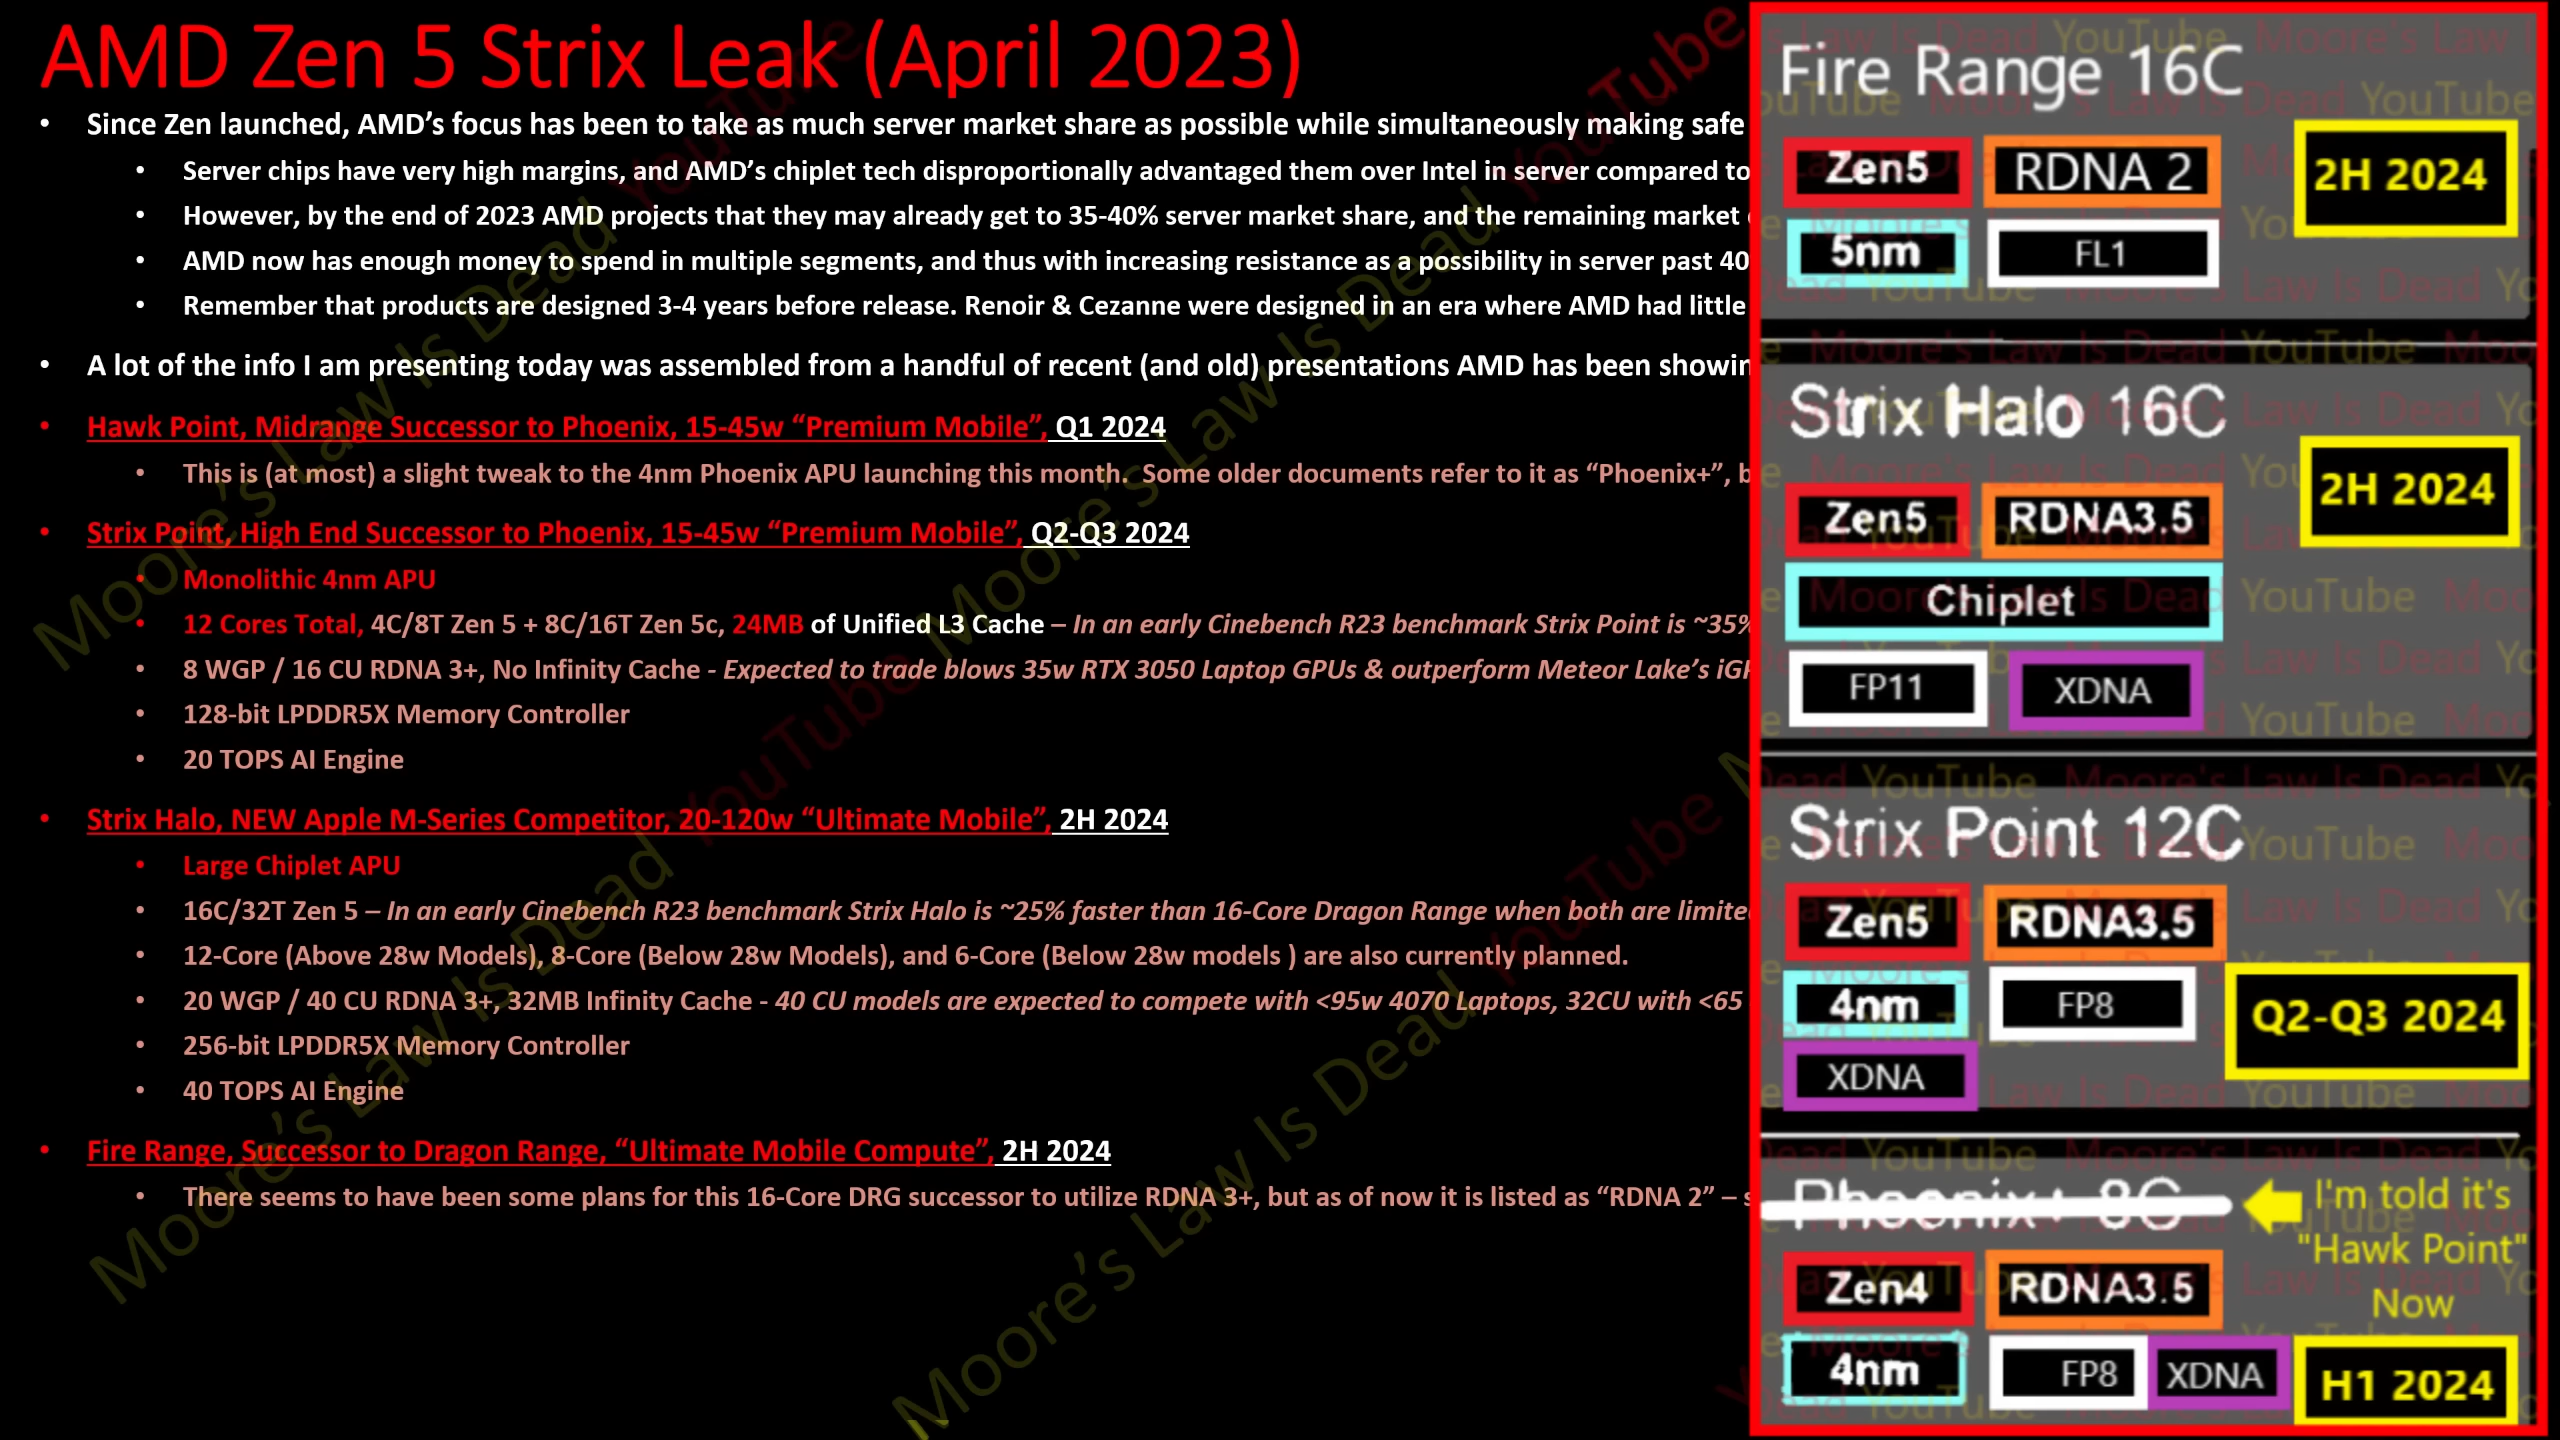 AMD Zen 5 Strix Leak (April 2023)
• Since Zen launched, AMD’s focus has been to take as much server market share as possible while simultaneously making safe
• Server chips have very high margins, and AMD’s chiplet tech disproportionally advantaged them over Intel in server compared to
• However, by the end of 2023 AMD projects that they may already get to 35-40% server market share, and the remaining market
• AMD now has enough money to spend in multiple segments, and thus with increasing resistance as a possibility in server past 40
• Remember that products are designed 3-4 years before release. Renoir & Cezanne were designed in an era where AMD had little
• A lot of the info I am presenting today was assembled from a handful of recent (and old) presentations AMD has been showin
• Hawk Point, Midrange Successor to Phoenix, 15-45w “Premium Mobile”, Q1 2024
• This is (at most) a slight tweak to the 4nm Phoenix APU launching this month. Some older documents refer to it as “Phoenix+”, b
• Strix Point, High End Successor to Phoenix, 15-45w “Premium Mobile”, Q2-Q3 2024
• Monolithic 4nm APU
• 12 Cores Total, 4C/8T Zen 5 + 8C/16T Zen 5c, 24MB of Unified L3 Cache – In an early Cinebench R23 benchmark Strix Point is ~35%
• 8 WGP / 16 CU RDNA 3+, No Infinity Cache - Expected to trade blows 35w RTX 3050 Laptop GPUs & outperform Meteor Lake’s iGP
• 128-bit LPDDR5X Memory Controller
• 20 TOPS AI Engine
• Strix Halo, NEW Apple M-Series Competitor, 20-120w “Ultimate Mobile”, 2H 2024
• Large Chiplet APU
• 16C/32T Zen 5 – In an early Cinebench R23 benchmark Strix Halo is ~25% faster than 16-Core Dragon Range when both are limite
• 12-Core (Above 28w Models), 8-Core (Below 28w Models), and 6-Core (Below 28w models ) are also currently planned.
• 20 WGP / 40 CU RDNA 3+, 32MB Infinity Cache - 40 CU models are expected to compete with <95w 4070 Laptops, 32CU with <65
• 256-bit LPDDR5X Memory Controller
• 40 TOPS AI Engine
• Fire Range, Successor to Dragon Range, “Ultimate Mobile Compute”, 2H 2024
• There seems to have been some plans for this 16-Core DRG successor to utilize RDNA 3+, but as of now it is listed as “RDNA 2” – s
Fire Range 16C
Zen5 RDNA 2 2H 2024
5nm FL1
Strix Halo 16C
Zen5 RDNA3.5 2H 2024
Chiplet
FP11 XDNA
Strix Point 12C
Zen5 RDNA3.5
4nm FP8 Q2-Q3 2024
XDNA
Phoenix+ 8C I'm told it's
"Hawk Point"
Now
Zen4 RDNA3.5
4nm FP8 XDNA H1 2024
Moore’s Law Is Dead YouTube
Moore’s Law Is Dead YouTube
Moore’s Law Is Dead YouTube
Moore’s Law Is Dead YouTube